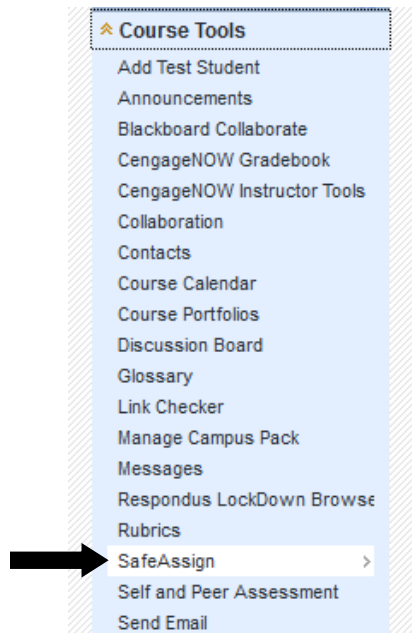 Course Tools
Add Test Student
Announcements
Blackboard Collaborate
CengageNOW Gradebook
CengageNOW Instructor Tools
Collaboration
Contacts
Course Calendar
Course Portfolios
Discussion Board
Glossary
Link Checker
Manage Campus Pack
Messages
Respondus LockDown Browse
Rubrics
SafeAssign
Self and Peer Assessment
Send Email